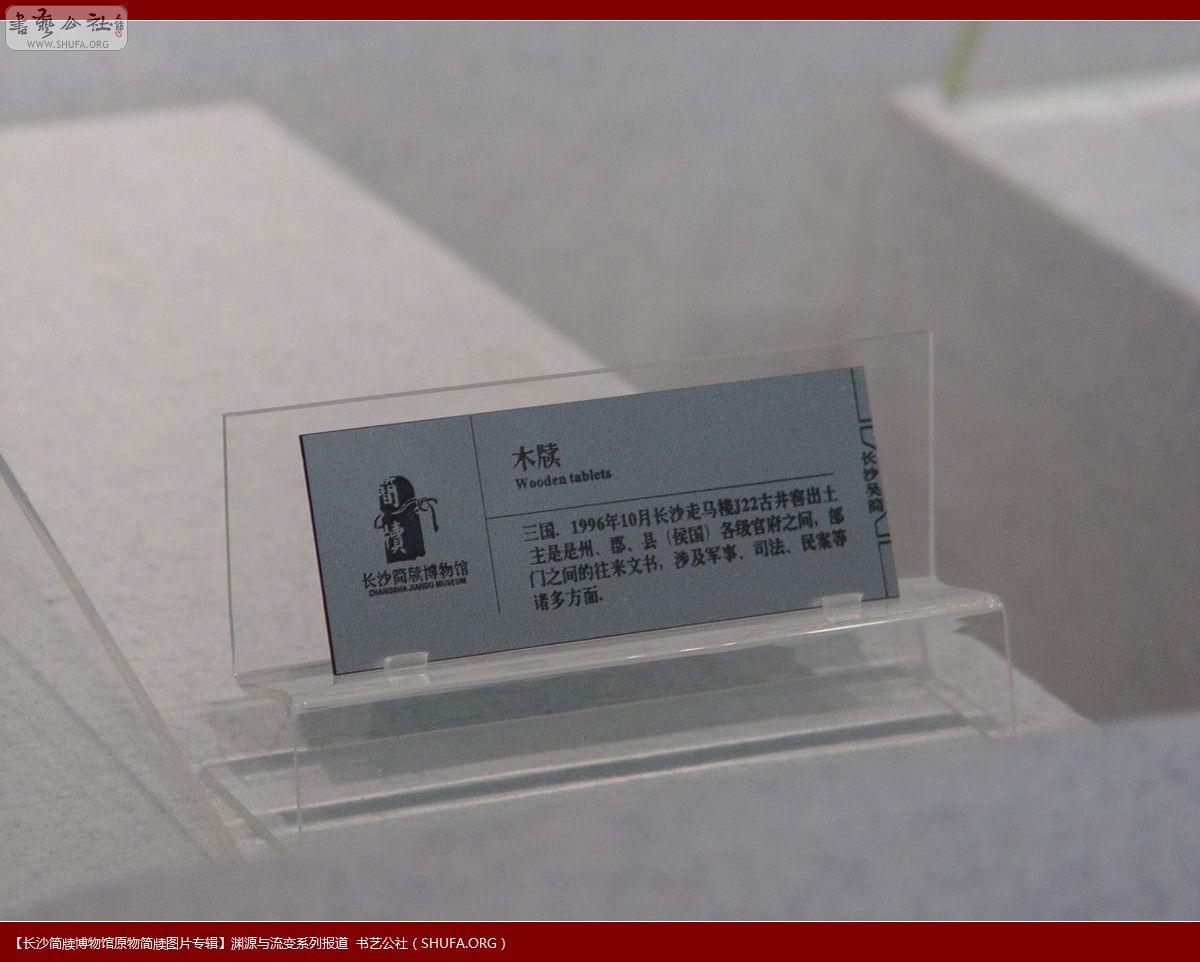 書藝公社
WWW.SHUFA.ORG
木牍
Wooden tablets
三国. 1996年10月长沙走马楼J22古井窖出土
主是是州、郡、县（侯国）各级官府之间，部
门之间的往来文书，涉及军事、司法、民案等
诸多方面.
簡牘
长沙简牍博物馆
CHANGSHA JIANDU MUSEUM
长沙吴简
【长沙简牍博物馆原物简牍图片专辑】渊源与流变系列报道 书艺公社（SHUFA.ORG）